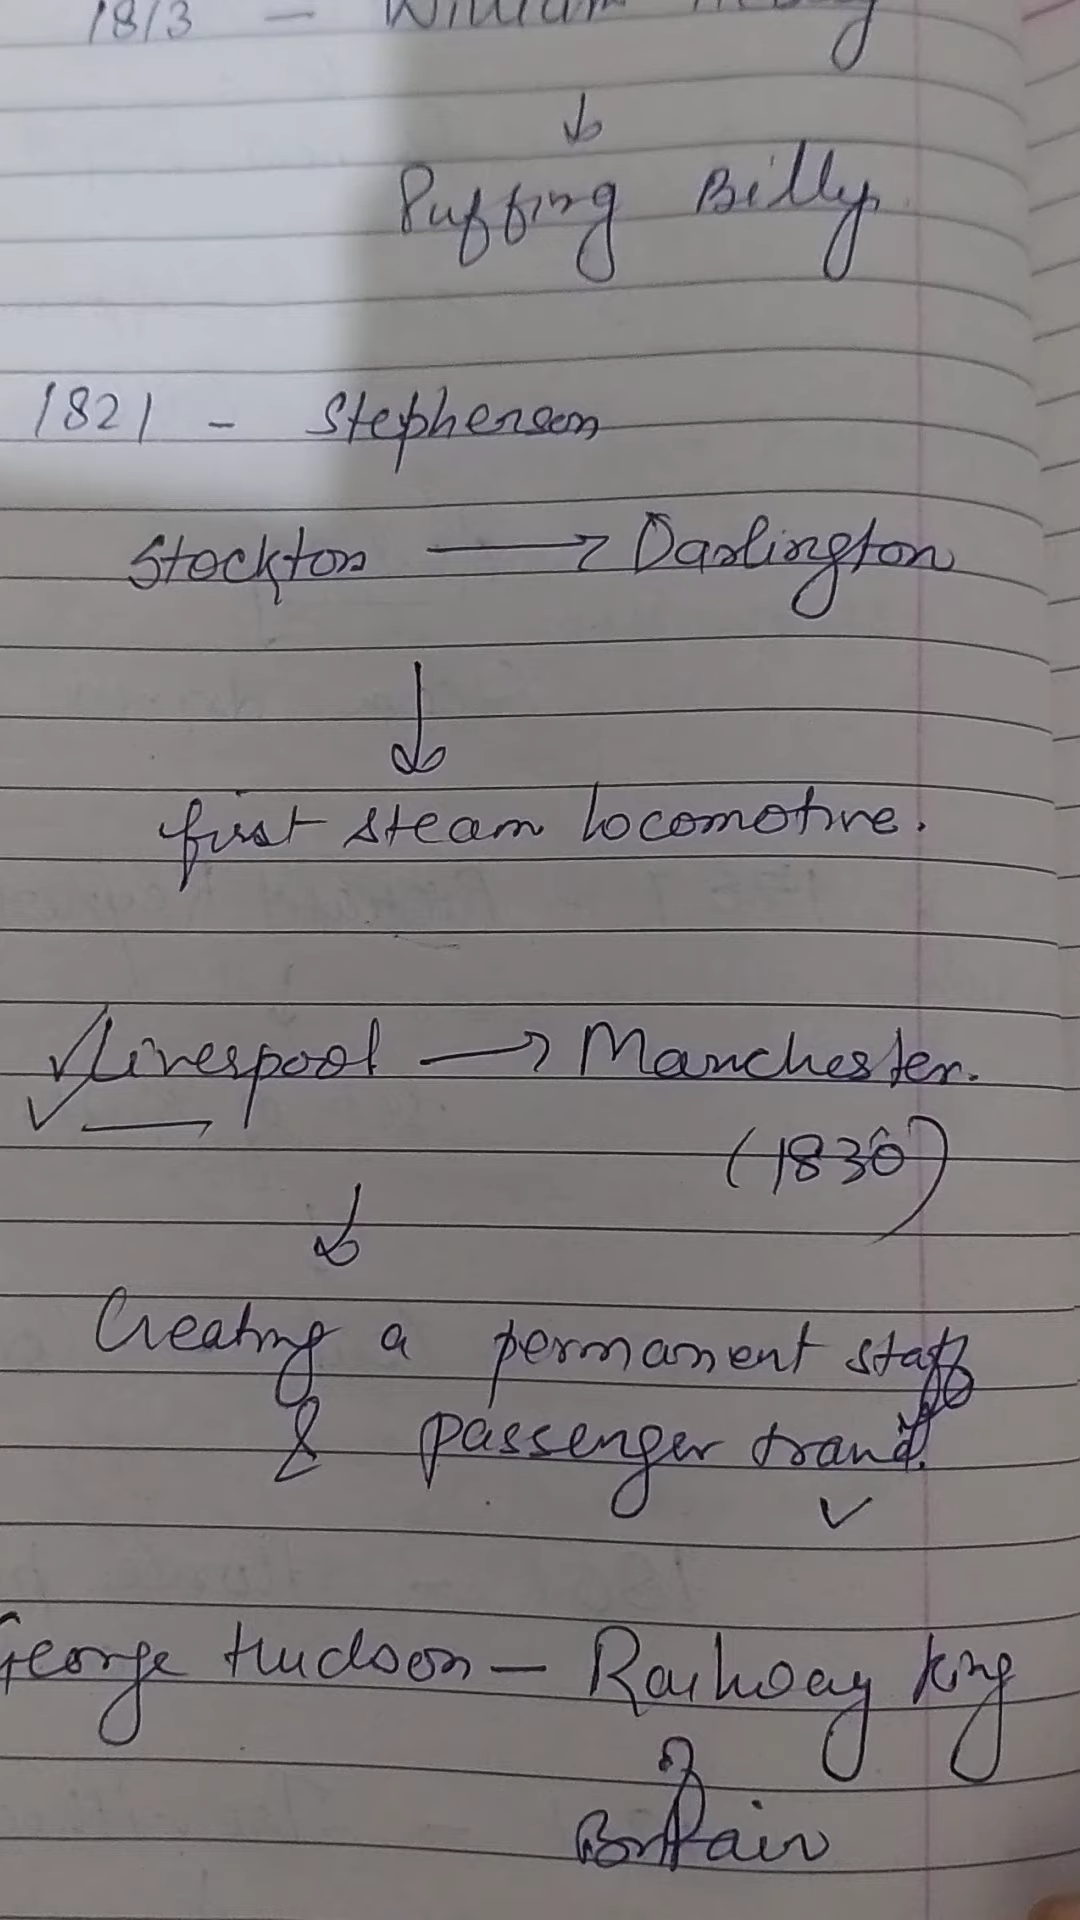 1813 — William
↓
Puffing Billy.
1821 - Stephenson
Stockton → Darlington
↓
first steam locomotive.
✓ Liverpool → Manchester.
(1830)
↓
Creating a permanent staff
& passenger
✓
George Hudson — Railway King
of
Britain